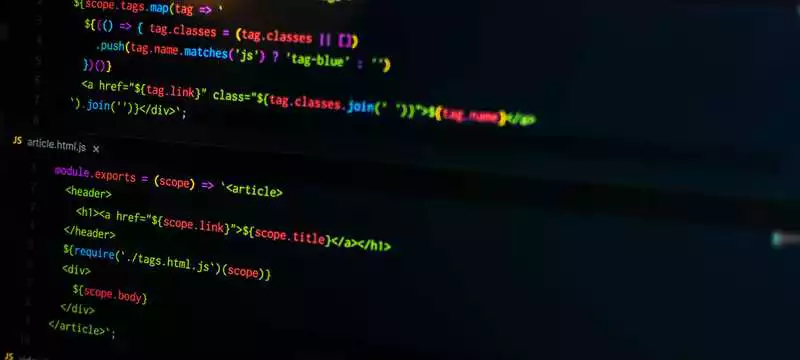 ${scope.tags.map(tag => `
${(() => { tag.classes = (tag.classes || [])
.push(tag.name.matches('js') ? 'tag-blue' : '')
})()}
<a href="${tag.link}" class="${tag.classes.join(' ')}">${tag.name}</a>
`).join('')}</div>`;
JS article.html.js ×
module.exports = (scope) => `<article>
<header>
<h1><a href="${scope.link}">${scope.title}</a></h1>
</header>
${require('./tags.html.js')(scope)}
<div>
${scope.body}
</div>
</article>`;
JS